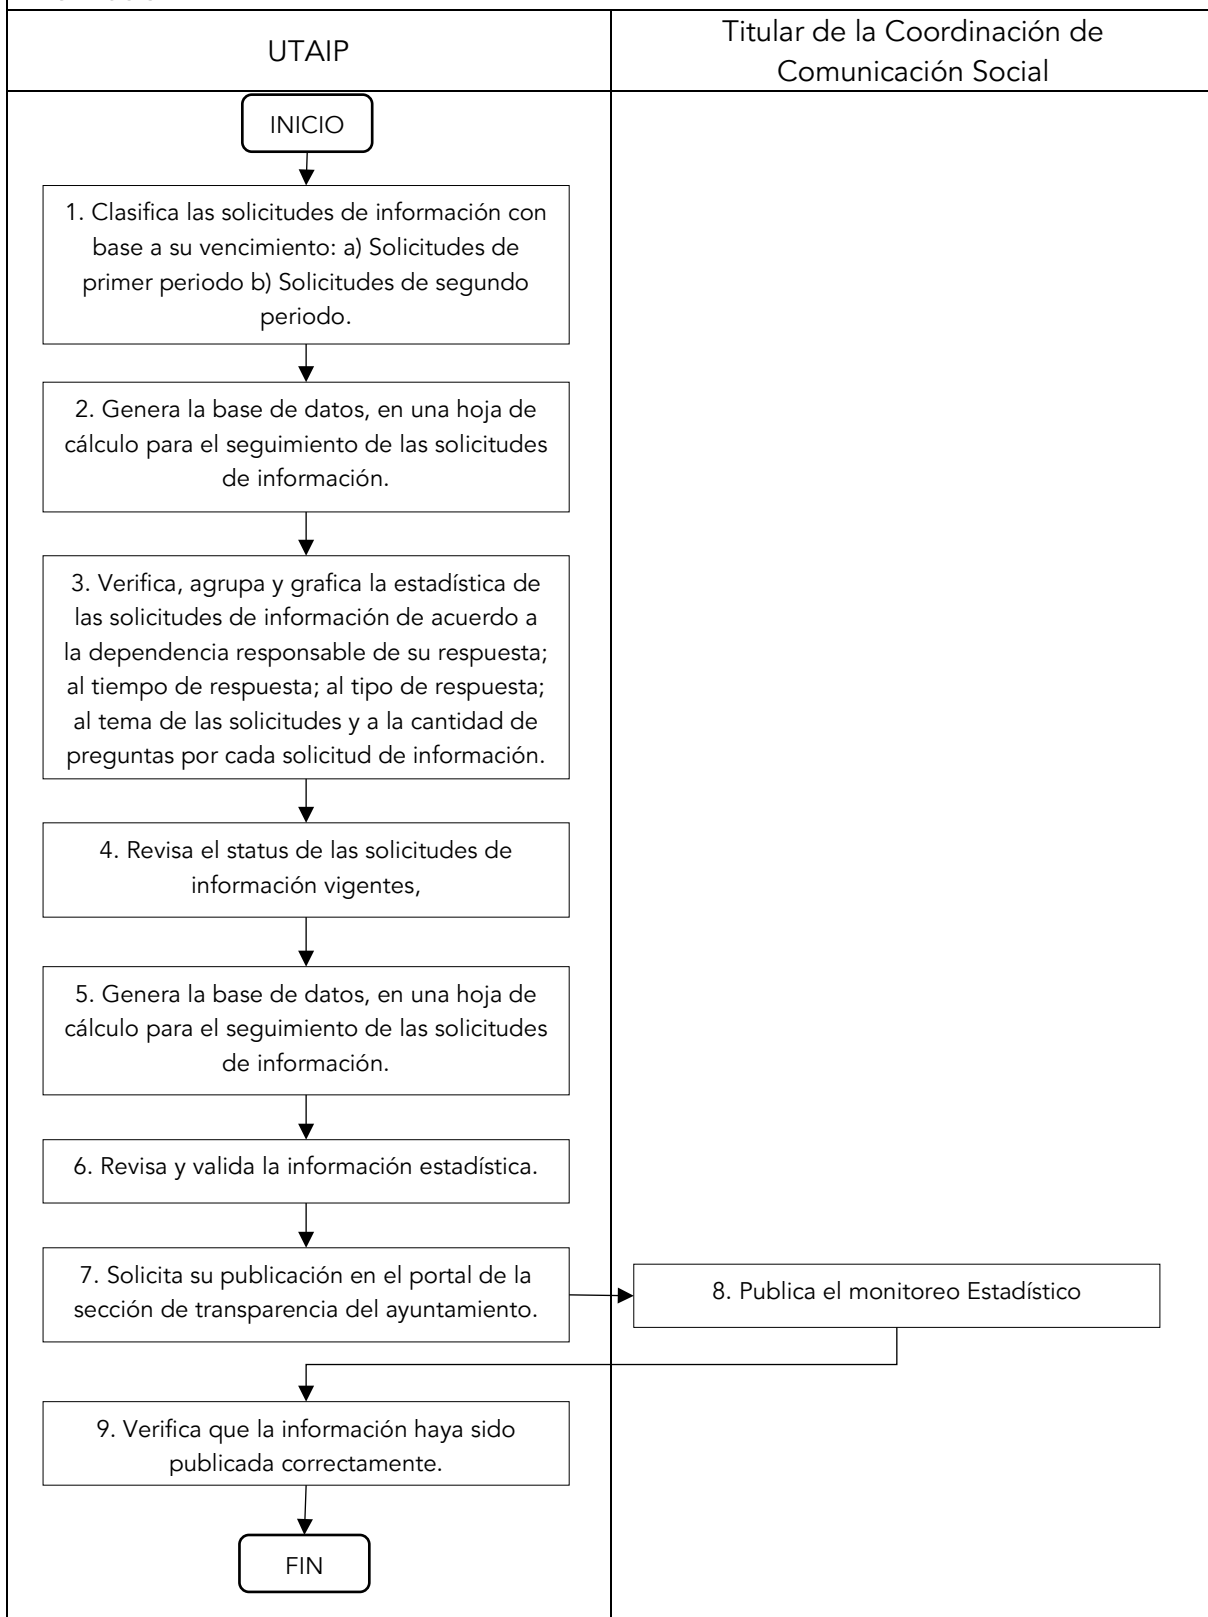 UTAIP
Titular de la Coordinación de
Comunicación Social
INICIO
1. Clasifica las solicitudes de información con
base a su vencimiento: a) Solicitudes de
primer periodo b) Solicitudes de segundo
periodo.
2. Genera la base de datos, en una hoja de
cálculo para el seguimiento de las solicitudes
de información.
3. Verifica, agrupa y grafica la estadística de
las solicitudes de información de acuerdo a
la dependencia responsable de su respuesta;
al tiempo de respuesta; al tipo de respuesta;
al tema de las solicitudes y a la cantidad de
preguntas por cada solicitud de información.
4. Revisa el status de las solicitudes de
información vigentes,
5. Genera la base de datos, en una hoja de
cálculo para el seguimiento de las solicitudes
de información.
6. Revisa y valida la información estadística.
7. Solicita su publicación en el portal de la
sección de transparencia del ayuntamiento.
8. Publica el monitoreo Estadístico
9. Verifica que la información haya sido
publicada correctamente.
FIN